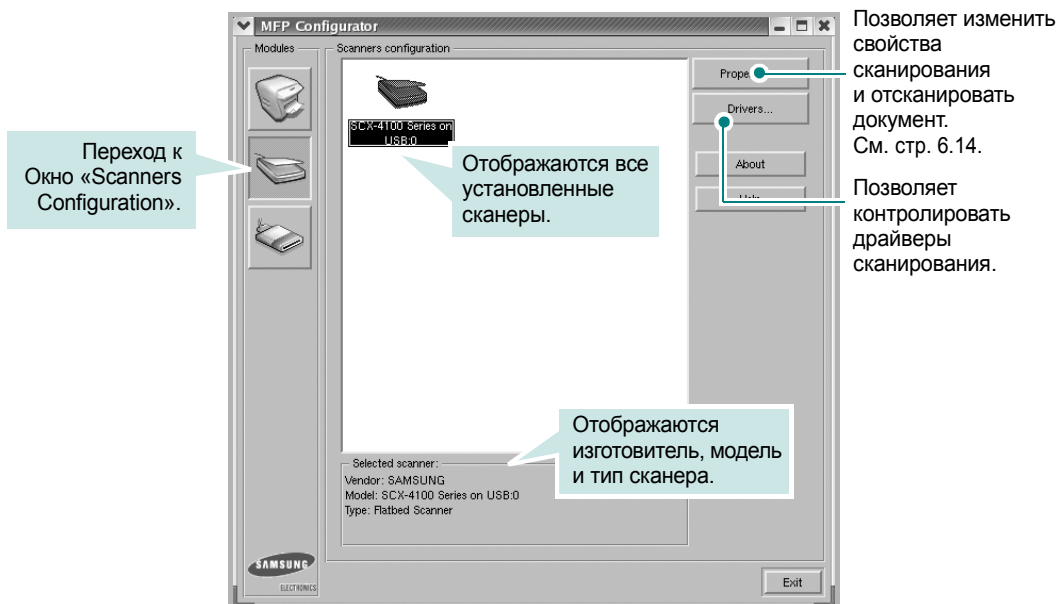 MFP Configurator
Modules
Scanners configuration
SCX-4100 Series on
USB:0
Drivers...
About
Selected scanner:
Vendor: SAMSUNG
Model: SCX-4100 Series on USB:0
Type: Flatbed Scanner
SAMSUNG
ELECTRONICS
Exit
Переход к
Окно «Scanners
Configuration».
Отображаются все
установленные
сканеры.
Отображаются
изготовитель, модель
и тип сканера.
Позволяет изменить
свойства
сканирования
и отсканировать
документ.
См. стр. 6.14.
Позволяет
контролировать
драйверы
сканирования.